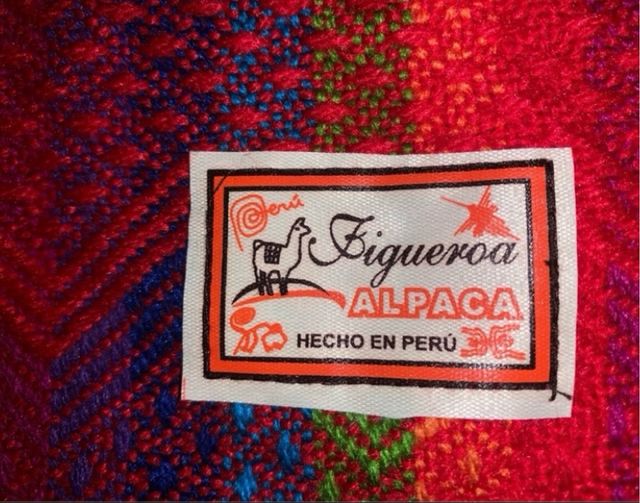 Perú
Figueroa
ALPACA
HECHO EN PERÚ